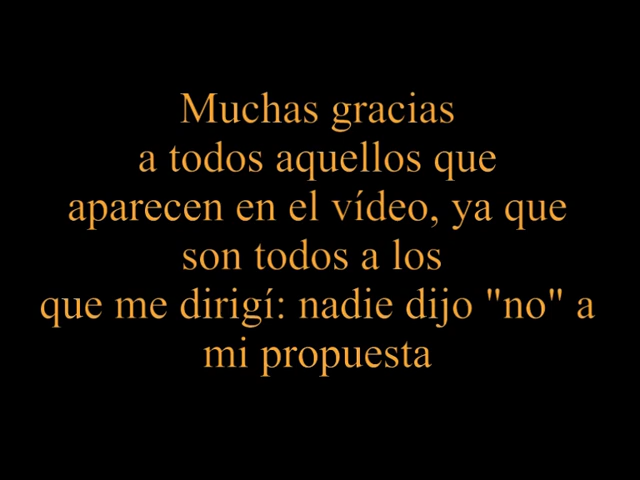 Muchas gracias
a todos aquellos que
aparecen en el vídeo, ya que
son todos a los
que me dirigí: nadie dijo "no" a
mi propuesta